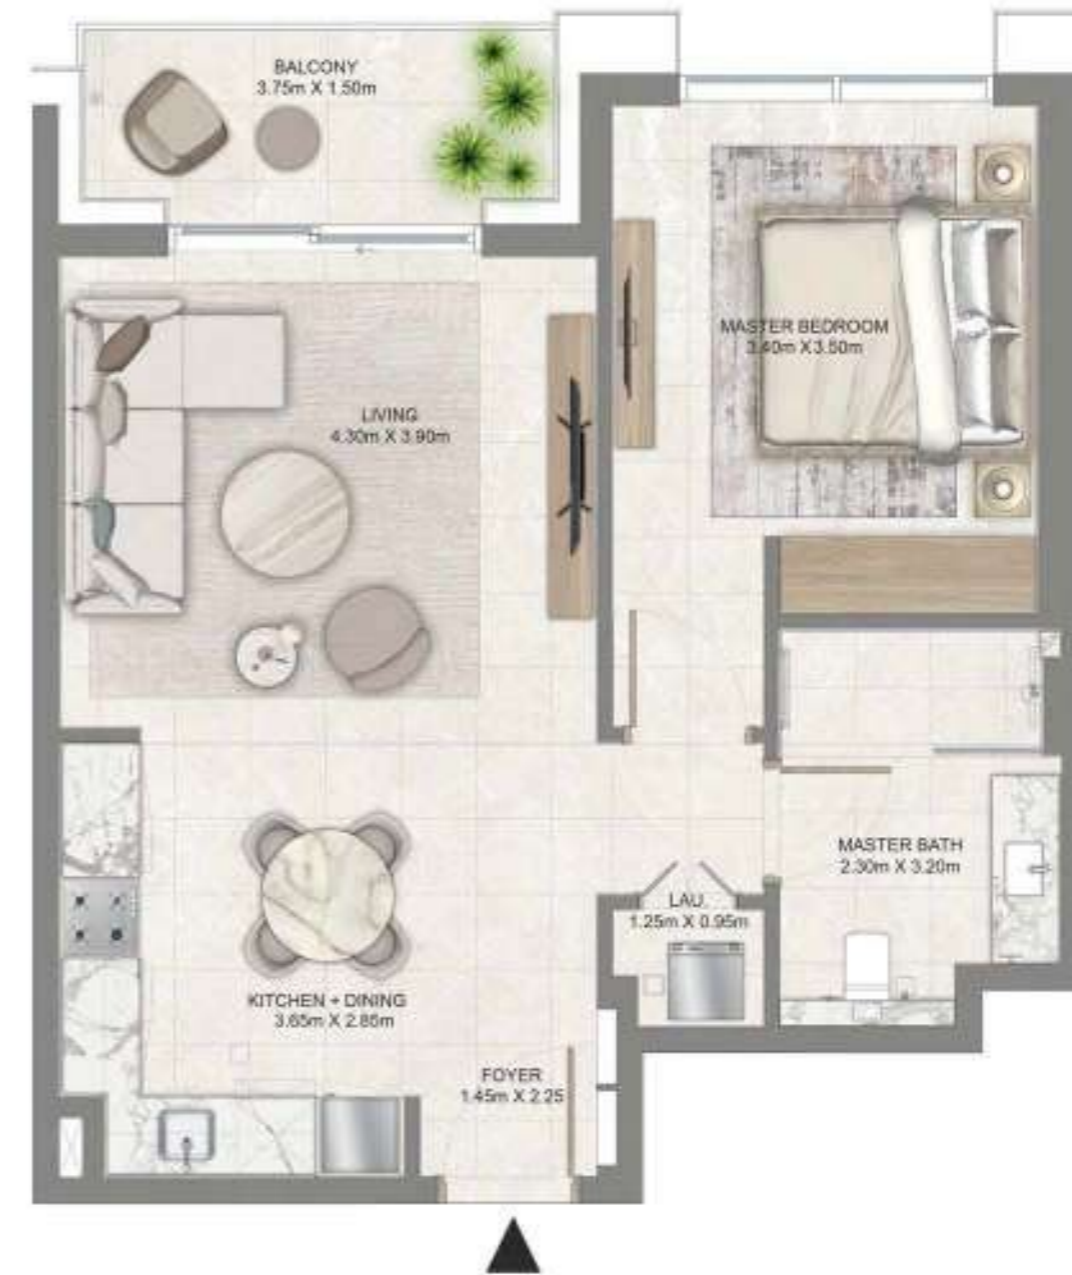 BALCONY
3.75m X 1.50m
MASTER BEDROOM
3.40m X 3.50m
LIVING
4.30m X 3.90m
MASTER BATH
2.30m X 3.20m
LAU.
1.25m X 0.95m
KITCHEN + DINING
3.65m X 2.85m
FOYER
1.45m X 2.25